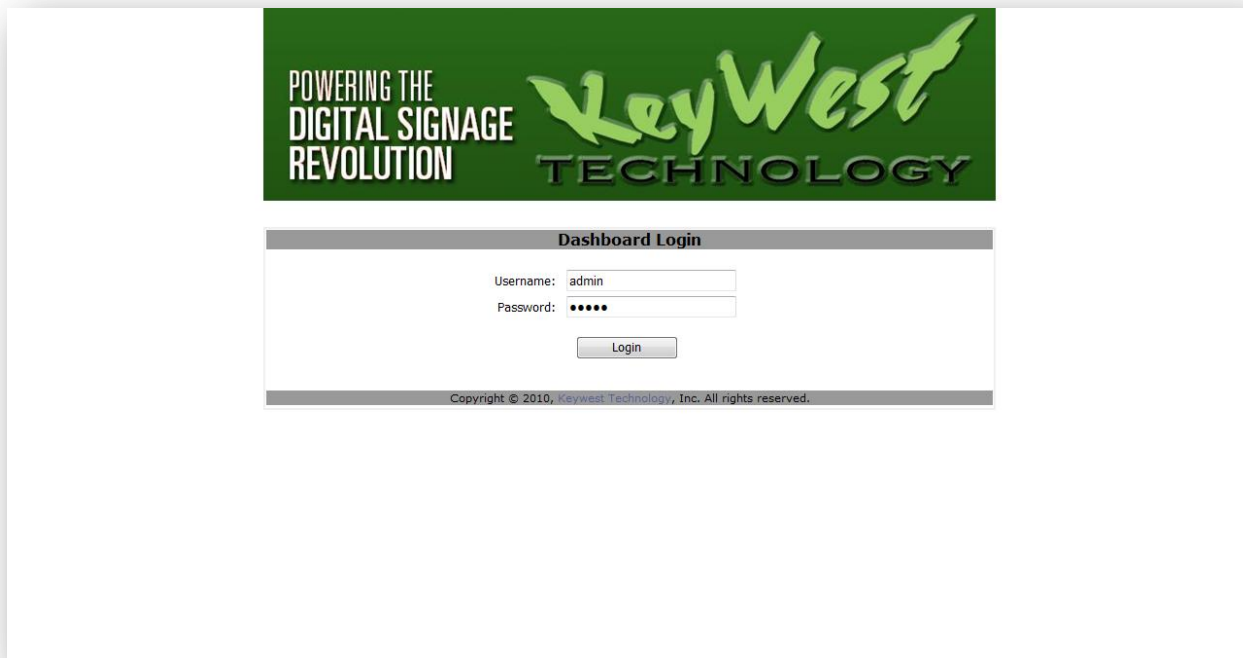 POWERING THE
DIGITAL SIGNAGE
REVOLUTION
KeyWest
TECHNOLOGY
Dashboard Login
Username: admin
Password: •••••
Login
Copyright © 2010, Keywest Technology, Inc. All rights reserved.